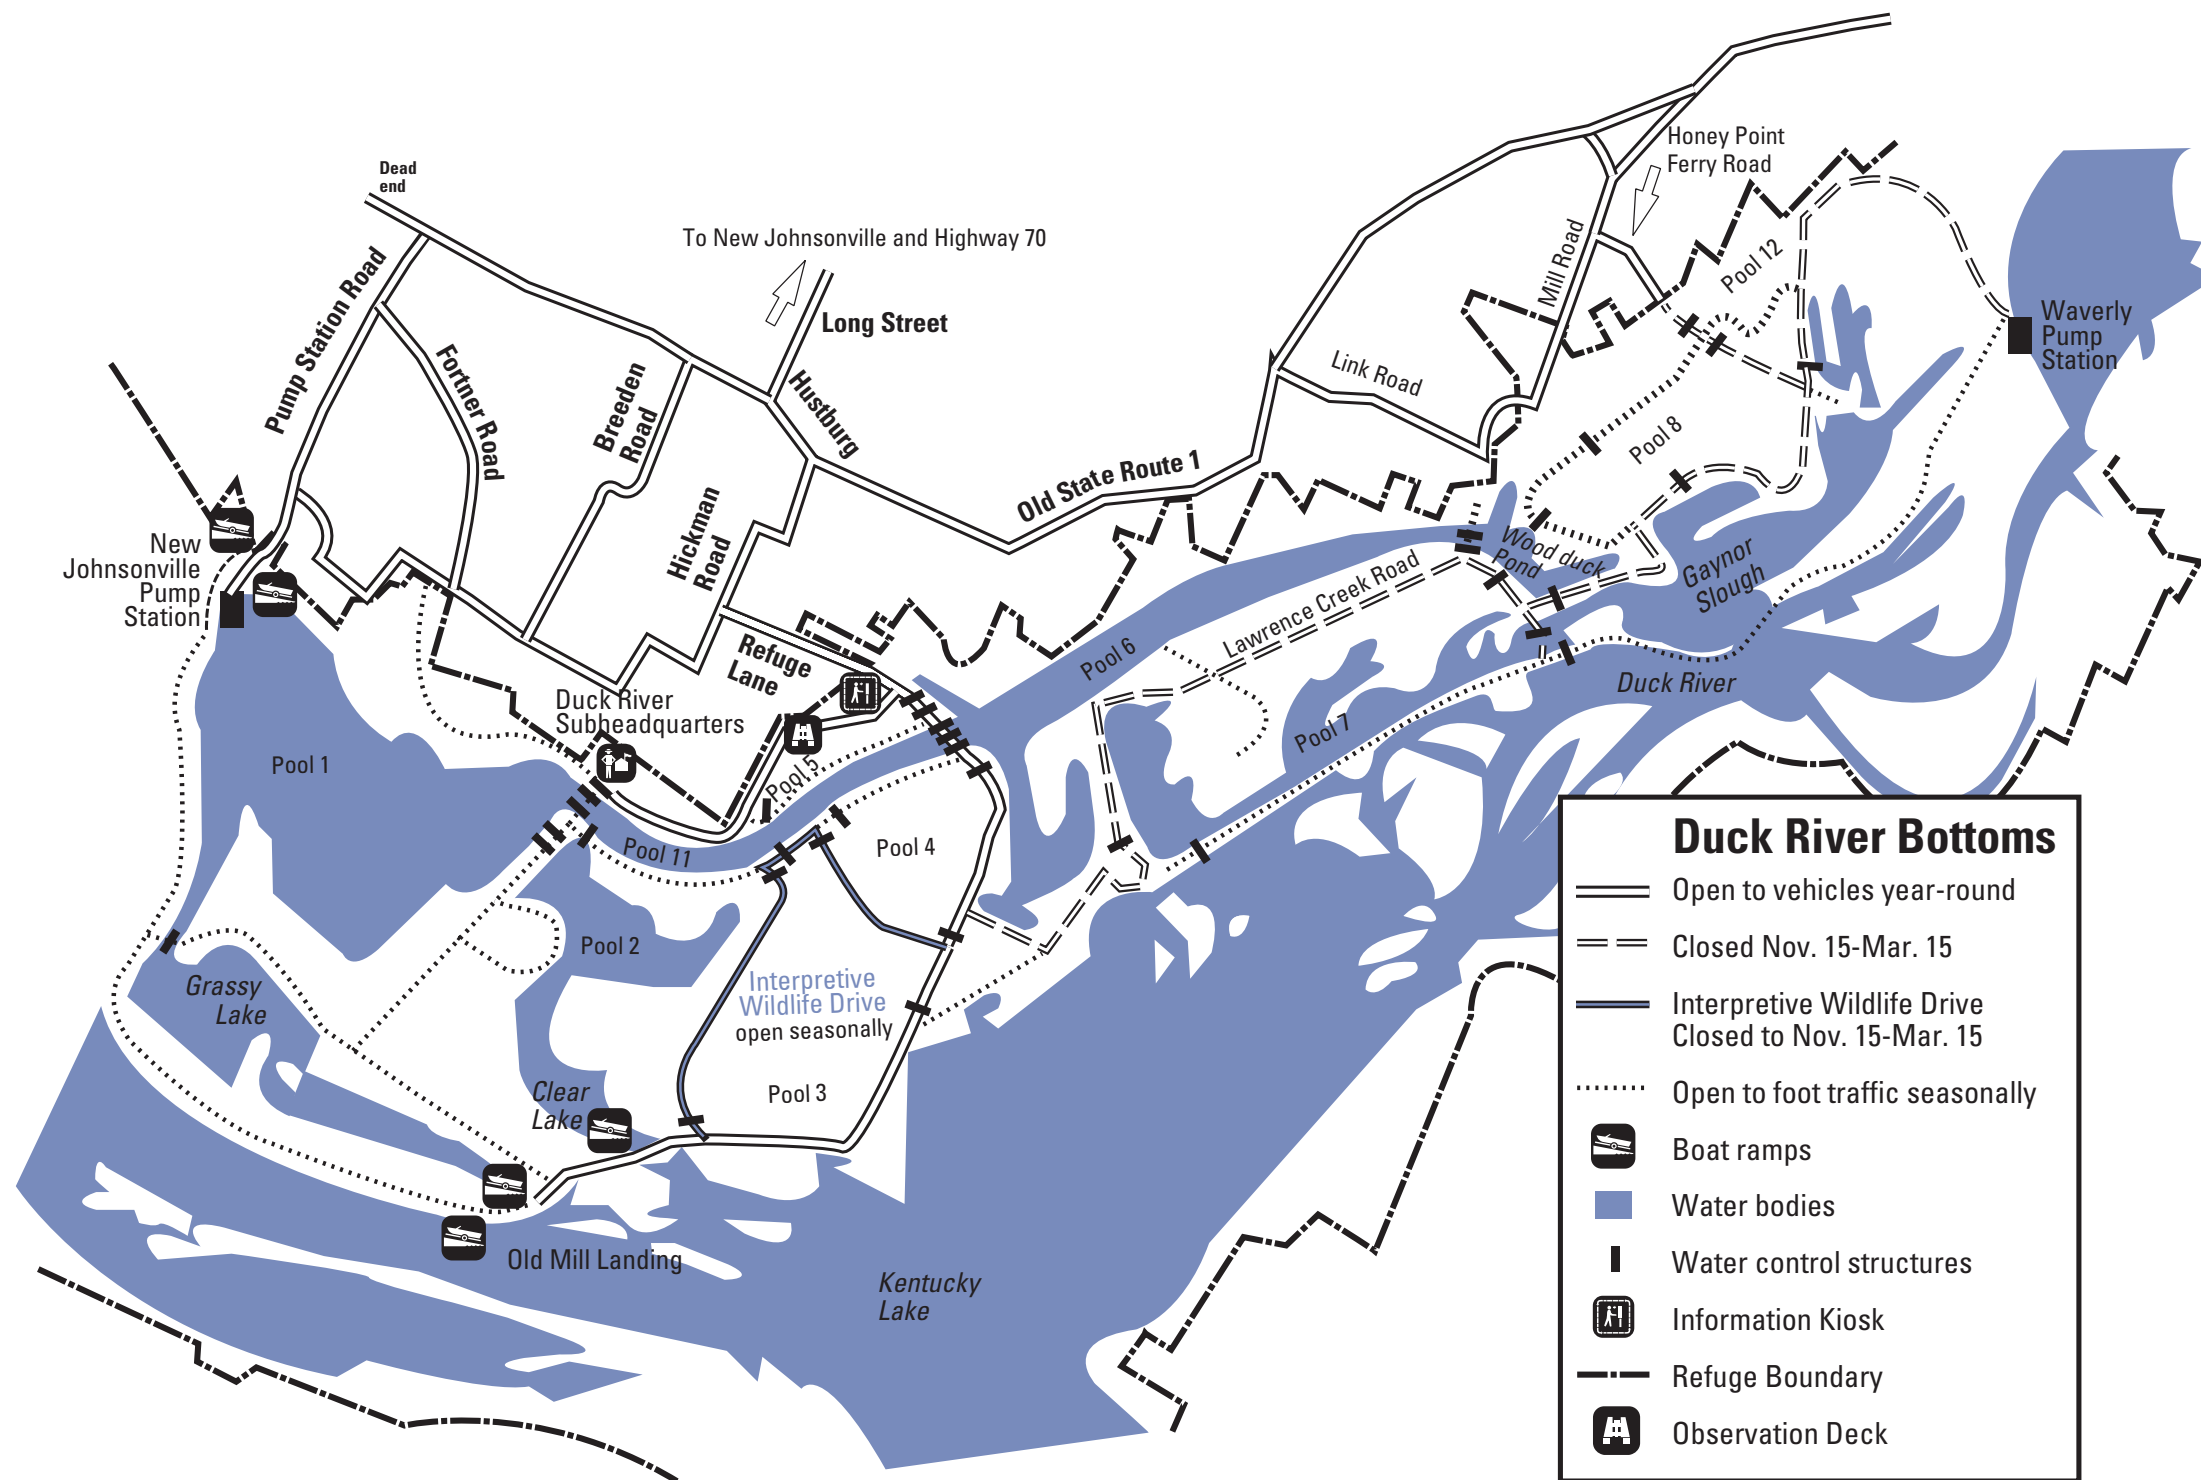 Dead
end
To New Johnsonville and Highway 70
Honey Point
Ferry Road
Pump Station Road
Fortner Road
Breeden
Road
Long Street
Hustburg
Hickman
Road
Old State Route 1
Link Road
Mill Road
Pool 12
Pool 8
Waverly
Pump
Station
New
Johnsonville
Pump
Station
Refuge
Lane
Duck River
Subheadquarters
Pool 1
Pool 5
Pool 6
Lawrence Creek Road
Wood duck
Pond
Gaynor
Slough
Duck River
Pool 7
Pool 11
Pool 4
Pool 2
Interpretive
Wildlife Drive
open seasonally
Grassy
Lake
Clear
Lake
Pool 3
Old Mill Landing
Kentucky
Lake
Duck River Bottoms
Open to vehicles year-round
Closed Nov. 15-Mar. 15
Interpretive Wildlife Drive
Closed to Nov. 15-Mar. 15
Open to foot traffic seasonally
Boat ramps
Water bodies
Water control structures
Information Kiosk
Refuge Boundary
Observation Deck